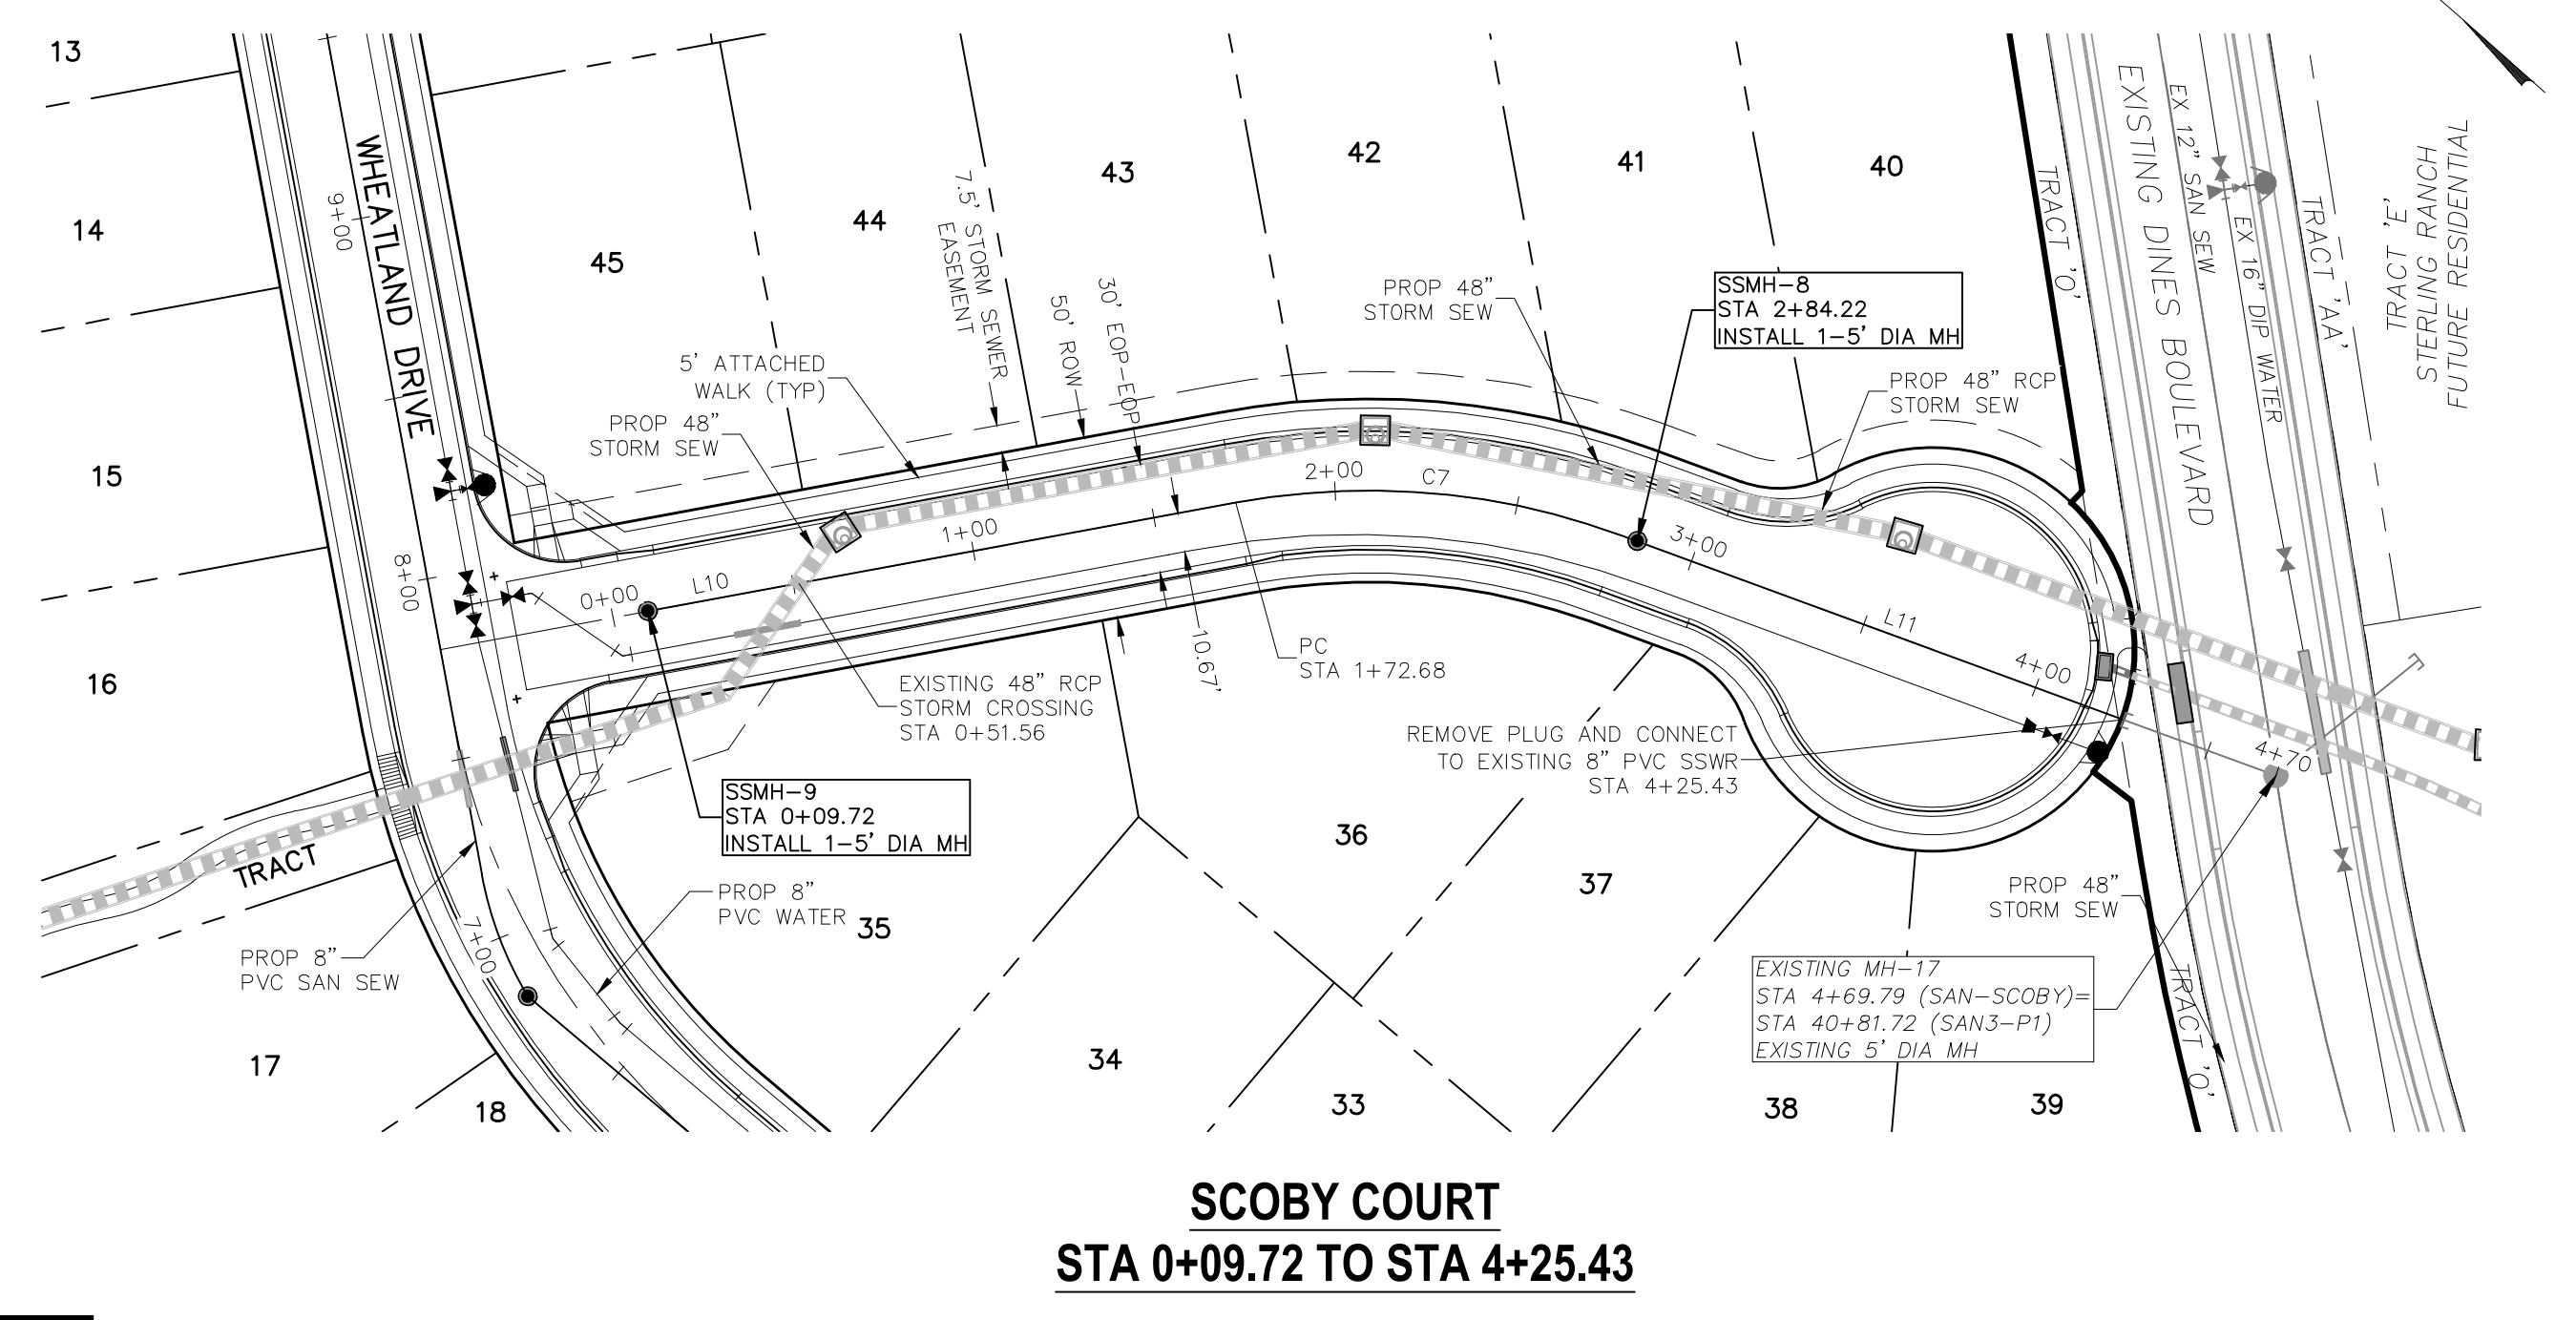 13
14
15
16
17
18
WHEATLAND DRIVE
9+00
8+00
7+00
45
44
43
42
41
40
7.5’ STORM SEWER
EASEMENT
50’ ROW
30’ EOP-EOP
5’ ATTACHED
WALK (TYP)
PROP 48”
STORM SEW
PROP 48”
STORM SEW
SSMH-8
STA 2+84.22
INSTALL 1-5’ DIA MH
PROP 48” RCP
STORM SEW
0+00
L10
1+00
2+00
C7
3+00
L11
4+00
4+70
10.67’
PC
STA 1+72.68
EXISTING 48” RCP
STORM CROSSING
STA 0+51.56
SSMH-9
STA 0+09.72
INSTALL 1-5’ DIA MH
REMOVE PLUG AND CONNECT
TO EXISTING 8” PVC SSWR
STA 4+25.43
TRACT
PROP 8”
PVC SAN SEW
PROP 8”
PVC WATER
35
36
37
34
33
38
39
PROP 48”
STORM SEW
EXISTING MH-17
STA 4+69.79 (SAN-SCOBY)=
STA 40+81.72 (SAN3-P1)
EXISTING 5’ DIA MH
TRACT 'O'
TRACT 'O'
EXISTING DINES BOULEVARD
EX 12” SAN SEW
EX 16” DIP WATER
TRACT 'AA'
TRACT 'E'
STERLING RANCH
FUTURE RESIDENTIAL
SCOBY COURT
STA 0+09.72 TO STA 4+25.43